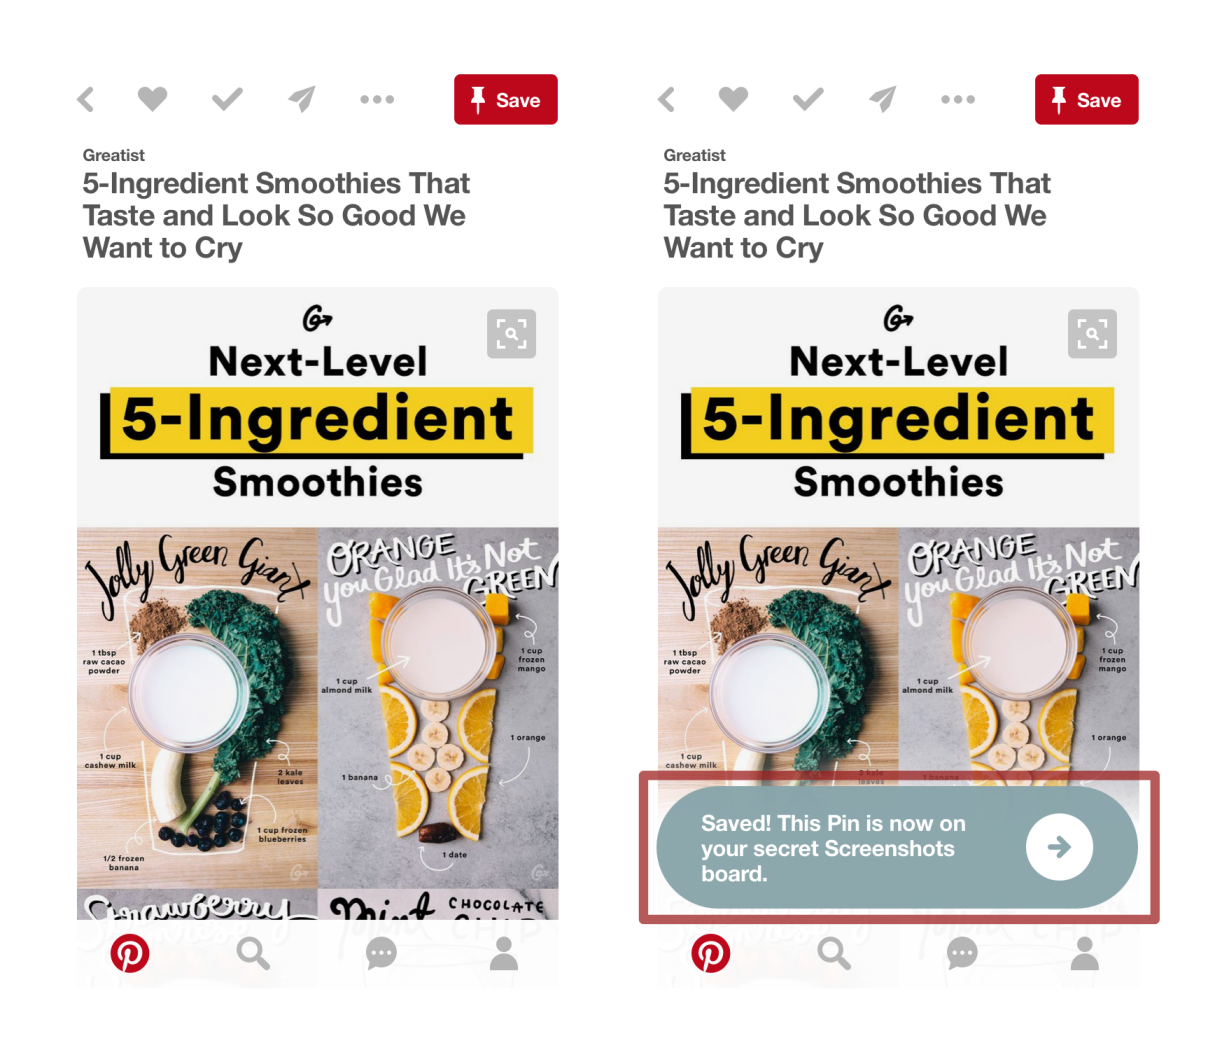 Save
Greatist
5-Ingredient Smoothies That
Taste and Look So Good We
Want to Cry
Next-Level
5-Ingredient
Smoothies
Jolly Green Giant
1 tbsp
raw cacao
powder
1 cup
cashew milk
2 kale
leaves
1 cup frozen
blueberries
1/2 frozen
banana
ORANGE
you Glad It's Not
GREEN
1 cup
frozen
mango
1 cup
almond milk
1 orange
1 banana
1 date
Strawberry
Mint CHOCOLATE
CHIP
Save
Greatist
5-Ingredient Smoothies That
Taste and Look So Good We
Want to Cry
Next-Level
5-Ingredient
Smoothies
Jolly Green Giant
1 tbsp
raw cacao
powder
1 cup
cashew milk
2 kale
leaves
ORANGE
you Glad It's Not
GREEN
1 cup
frozen
mango
1 cup
almond milk
1 orange
1 banana
Saved! This Pin is now on
your secret Screenshots
board.
CHIP